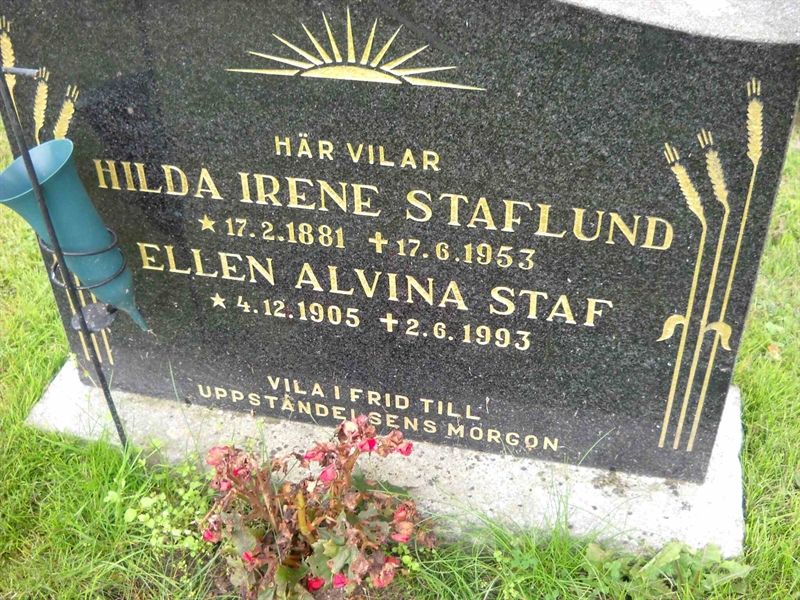 HÄR VILAR
HILDA IRENE STAFLUND
★ 17.2.1881 ✝ 17.6.1953
ELLEN ALVINA STAF
★ 4.12.1905 ✝ 2.6.1993
VILA I FRID TILL
UPPSTÅNDELSENS MORGON